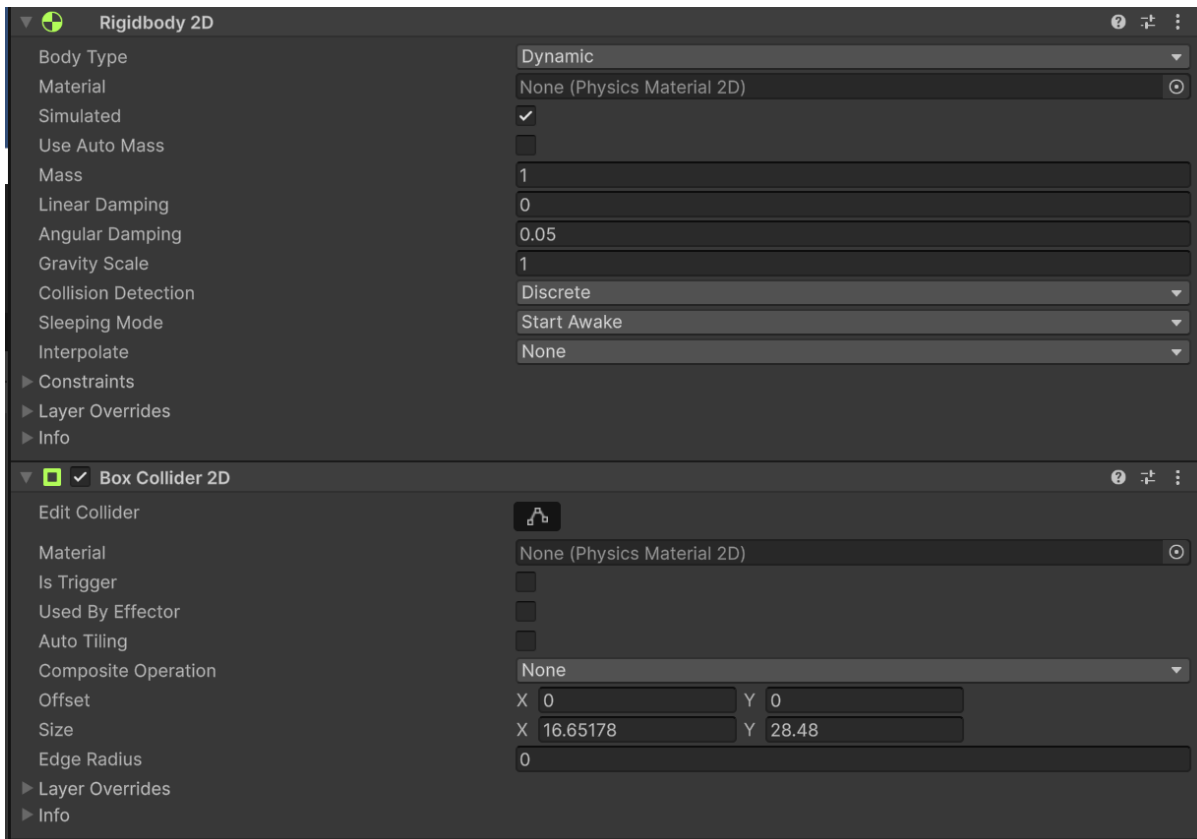 Rigidbody 2D
Body Type Dynamic
Material None (Physics Material 2D)
Simulated
Use Auto Mass
Mass 1
Linear Damping 0
Angular Damping 0.05
Gravity Scale 1
Collision Detection Discrete
Sleeping Mode Start Awake
Interpolate None
Constraints
Layer Overrides
Info
Box Collider 2D
Edit Collider
Material None (Physics Material 2D)
Is Trigger
Used By Effector
Auto Tiling
Composite Operation None
Offset X 0 Y 0
Size X 16.65178 Y 28.48
Edge Radius 0
Layer Overrides
Info